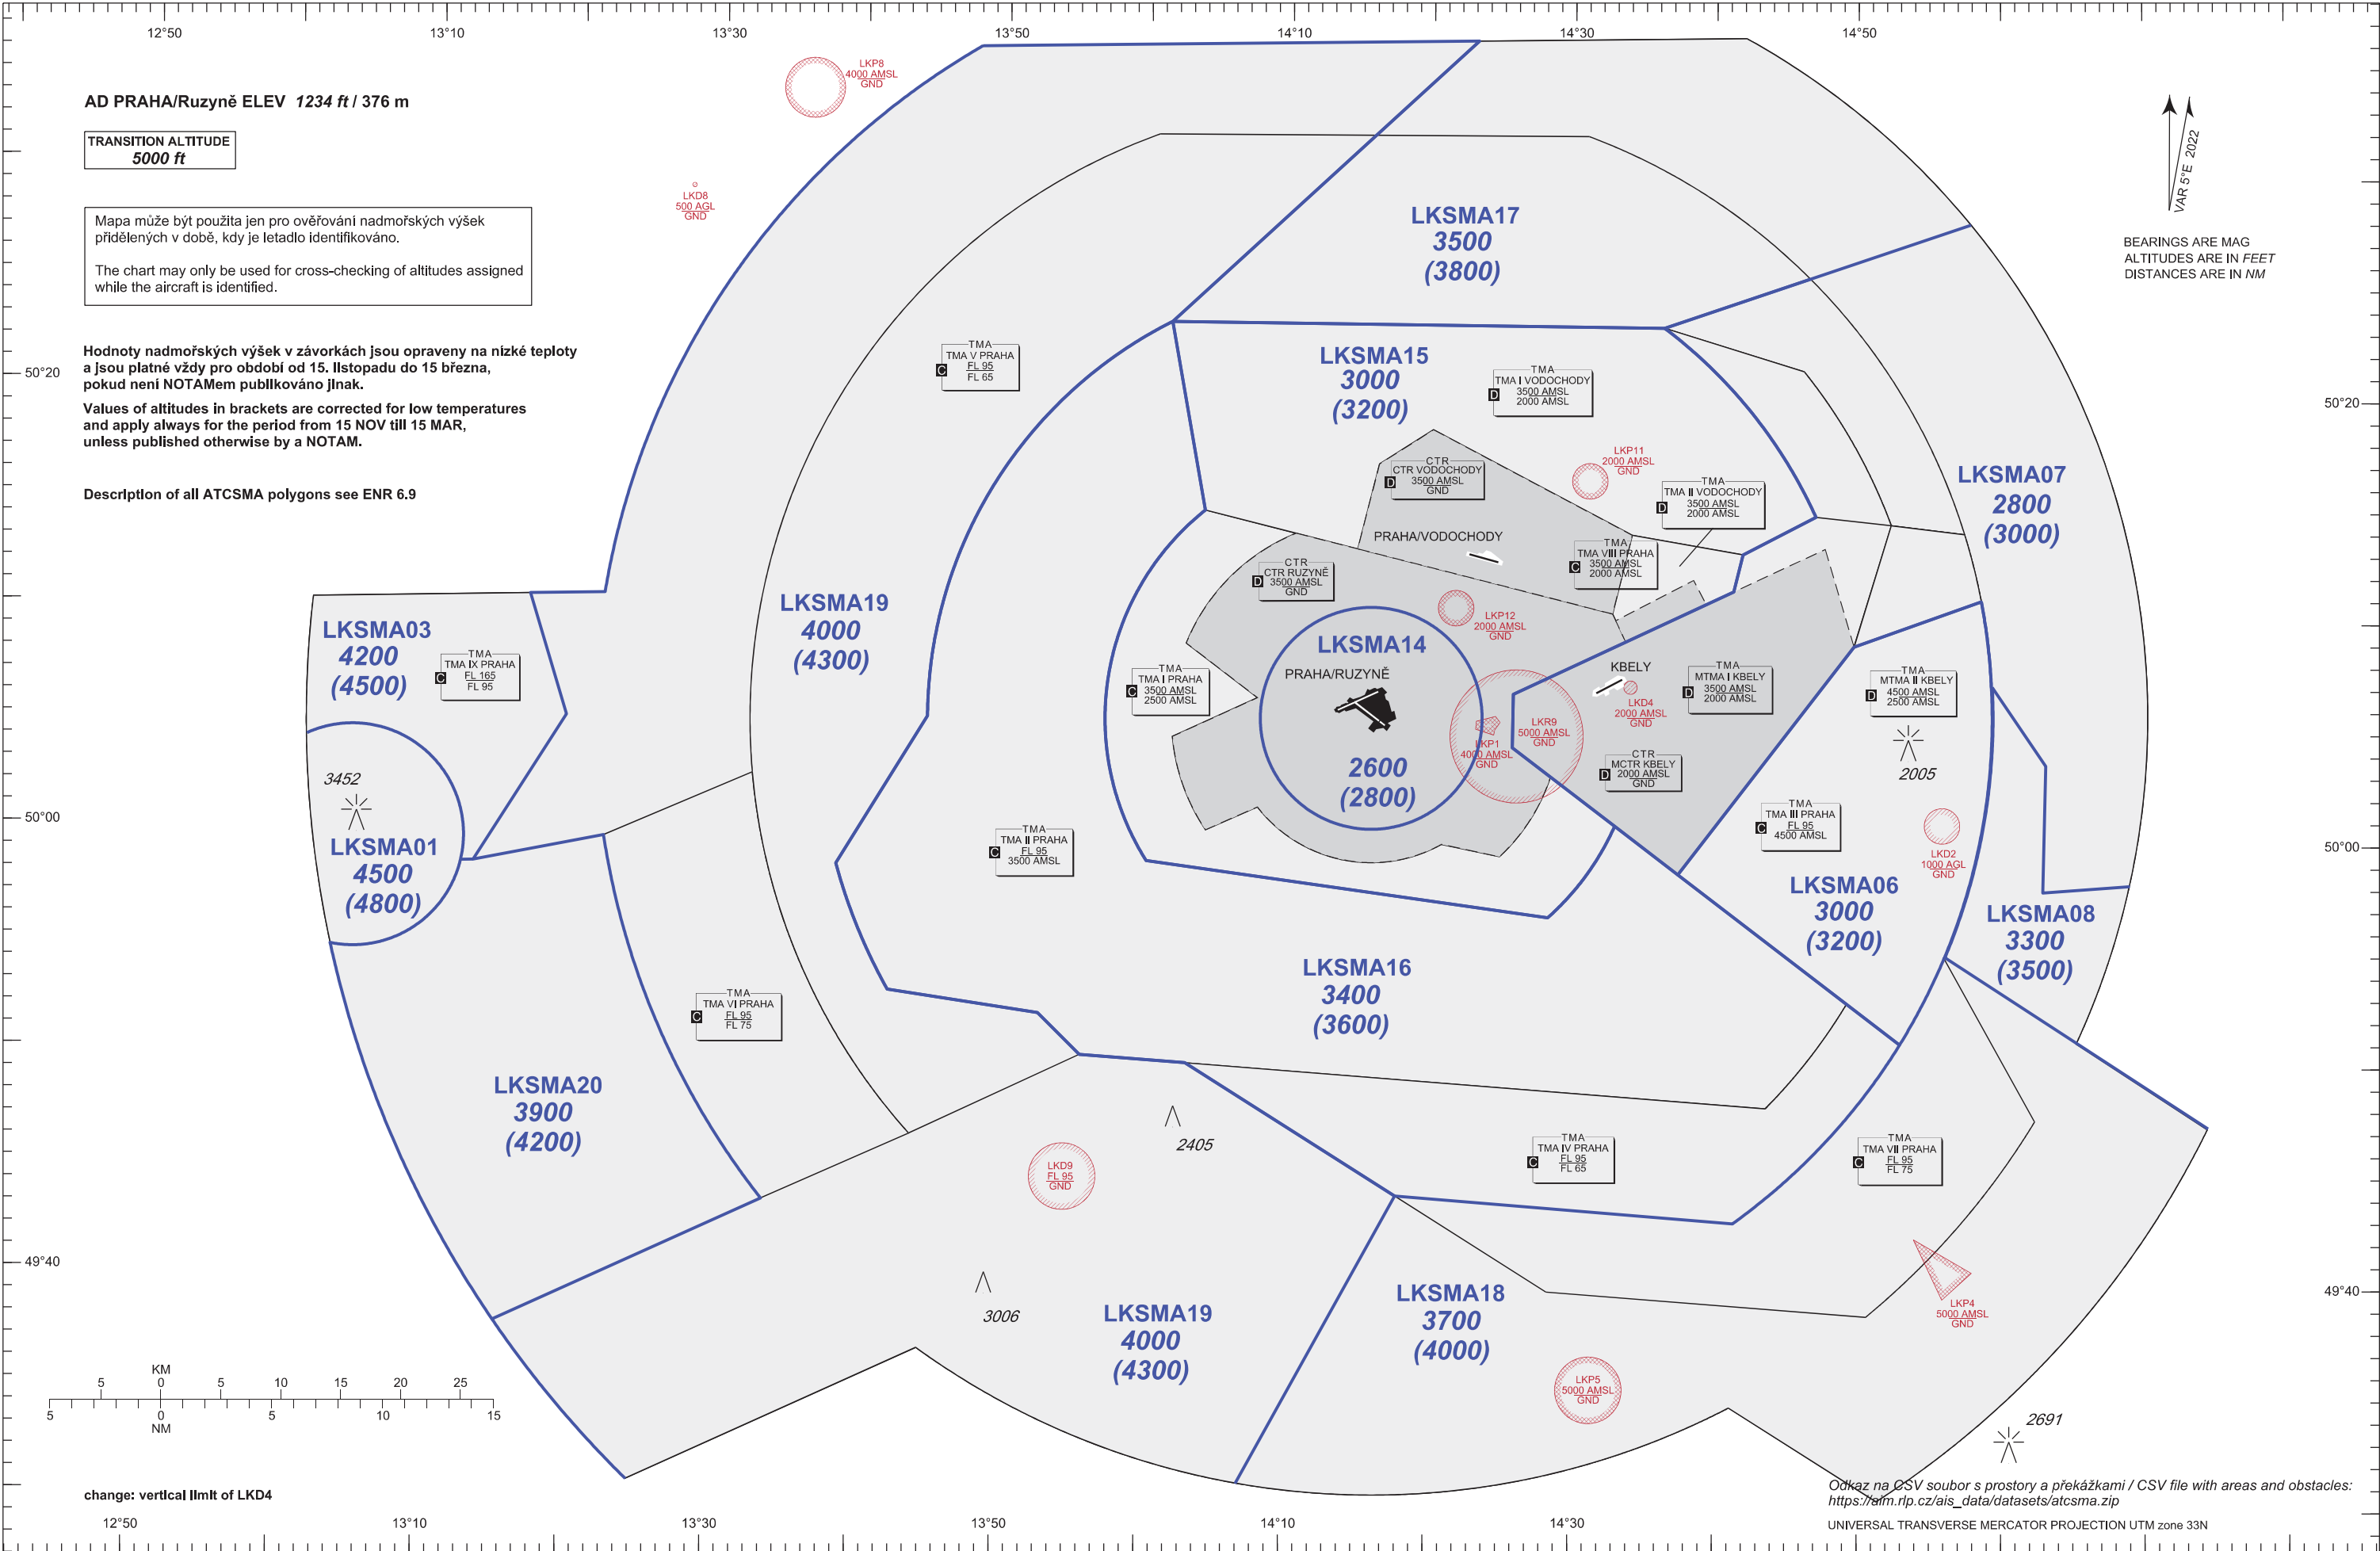 12°50
13°10
13°30
13°50
14°10
14°30
14°50
AD PRAHA/Ruzyně ELEV 1234 ft / 376 m
TRANSITION ALTITUDE
5000 ft
Mapa může být použita jen pro ověřování nadmořských výšek
přidělených v době, kdy je letadlo identifikováno.
The chart may only be used for cross-checking of altitudes assigned
while the aircraft is identified.
Hodnoty nadmořských výšek v závorkách jsou opraveny na nízké teploty
a jsou platné vždy pro období od 15. listopadu do 15 března,
pokud není NOTAMem publikováno jinak.
Values of altitudes in brackets are corrected for low temperatures
and apply always for the period from 15 NOV till 15 MAR,
unless published otherwise by a NOTAM.
Description of all ATCSMA polygons see ENR 6.9
LKP8
4000 AMSL
GND
LKD8
500 AGL
GND
VAR 5°E 2022
BEARINGS ARE MAG
ALTITUDES ARE IN FEET
DISTANCES ARE IN NM
LKSMA17
3500
(3800)
50°20
50°20
TMA
TMA V PRAHA
C
FL 95
FL 65
LKSMA15
3000
(3200)
TMA
TMA I VODOCHODY
D
3500 AMSL
2000 AMSL
CTR
CTR VODOCHODY
D
3500 AMSL
GND
LKP11
2000 AMSL
GND
TMA
TMA II VODOCHODY
D
3500 AMSL
2000 AMSL
LKSMA07
2800
(3000)
PRAHA/VODOCHODY
TMA
TMA VIII PRAHA
C
3500 AMSL
2000 AMSL
CTR
CTR RUZYNĚ
D
3500 AMSL
GND
LKP12
2000 AMSL
GND
LKSMA03
4200
(4500)
TMA
TMA IX PRAHA
C
FL 165
FL 95
LKSMA19
4000
(4300)
LKSMA14
PRAHA/RUZYNĚ
2600
(2800)
TMA
TMA I PRAHA
C
3500 AMSL
2500 AMSL
KBELY
LKD4
2000 AMSL
GND
TMA
MTMA I KBELY
D
3500 AMSL
2000 AMSL
TMA
MTMA II KBELY
D
4500 AMSL
2500 AMSL
LKR9
5000 AMSL
GND
LKP1
4000 AMSL
GND
CTR
MCTR KBELY
D
2000 AMSL
GND
2005
3452
50°00
50°00
LKSMA01
4500
(4800)
TMA
TMA II PRAHA
C
FL 95
3500 AMSL
TMA
TMA III PRAHA
C
FL 95
4500 AMSL
LKD2
1000 AGL
GND
LKSMA06
3000
(3200)
LKSMA08
3300
(3500)
LKSMA16
3400
(3600)
TMA
TMA VI PRAHA
C
FL 95
FL 75
LKSMA20
3900
(4200)
2405
LKD9
FL 95
GND
TMA
TMA IV PRAHA
C
FL 95
FL 65
TMA
TMA VII PRAHA
C
FL 95
FL 75
49°40
49°40
3006
LKSMA19
4000
(4300)
LKSMA18
3700
(4000)
LKP4
5000 AMSL
GND
LKP5
5000 AMSL
GND
2691
KM
5 0 5 10 15 20 25
5 0 5 10 15
NM
change: vertical limit of LKD4
Odkaz na CSV soubor s prostory a překážkami / CSV file with areas and obstacles:
https://aim.rlp.cz/ais_data/datasets/atcsma.zip
UNIVERSAL TRANSVERSE MERCATOR PROJECTION UTM zone 33N
12°50
13°10
13°30
13°50
14°10
14°30